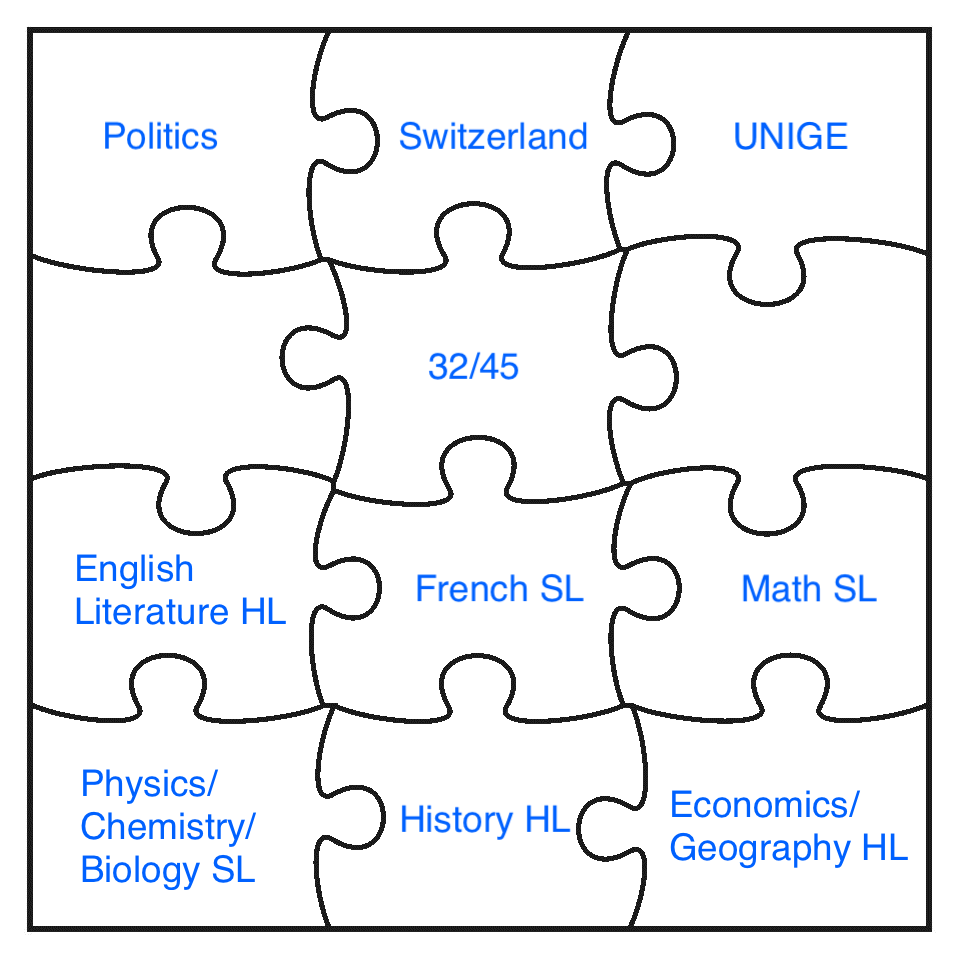 Politics
Switzerland
UNIGE
32/45
English
Literature HL
French SL
Math SL
Physics/
Chemistry/
Biology SL
History HL
Economics/
Geography HL